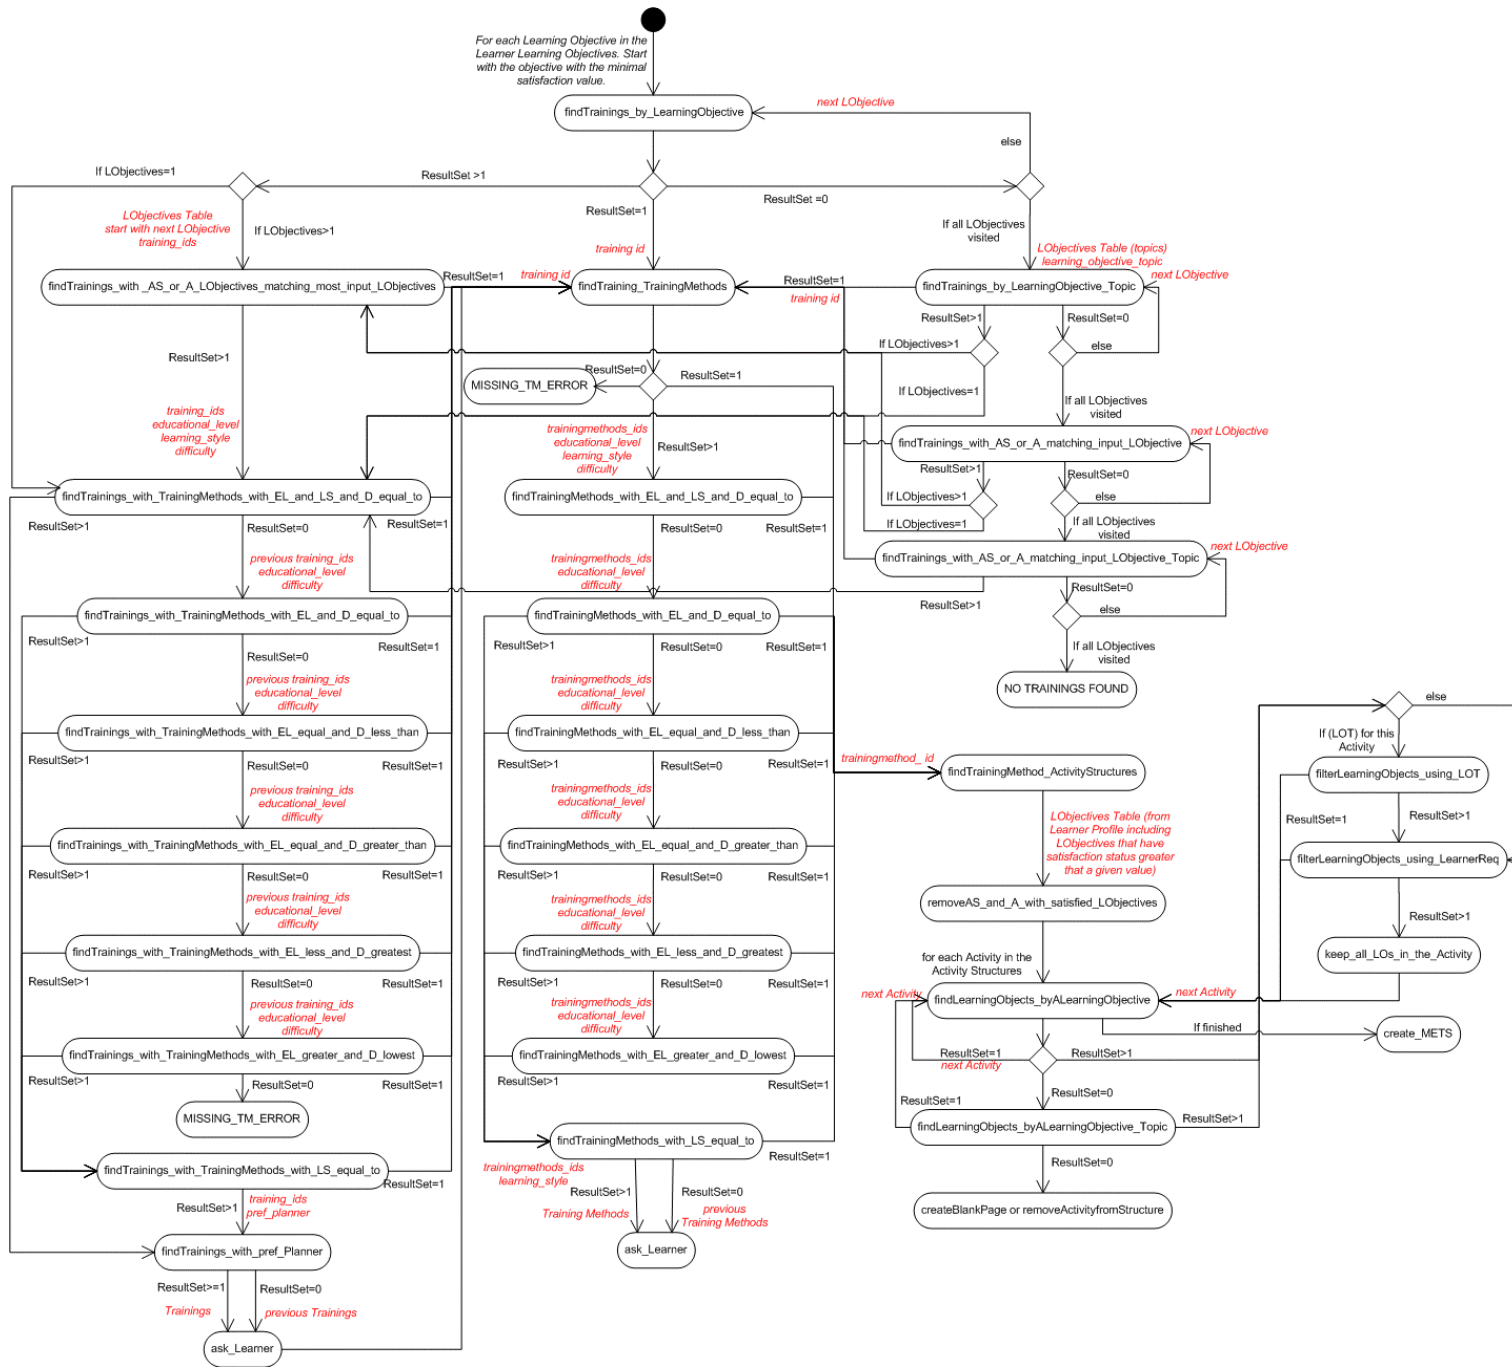 For each Learning Objective in the
Learner Learning Objectives. Start
with the objective with the minimal
satisfaction value.
findTrainings_by_LearningObjective
next LObjective
else
If LObjectives=1
ResultSet >1
ResultSet=1
ResultSet =0
LObjectives Table
start with next LObjective
training_ids
If LObjectives>1
If all LObjectives
visited
training id
LObjectives Table (topics)
learning_objective_topic
findTrainings_with _AS_or_A_LObjectives_matching_most_input_LObjectives
ResultSet=1
training id
findTraining_TrainingMethods
ResultSet=1
training id
findTrainings_by_LearningObjective_Topic
next LObjective
ResultSet>1
ResultSet=0
If LObjectives>1
else
ResultSet>1
MISSING_TM_ERROR
ResultSet=0
ResultSet=1
If LObjectives=1
If all LObjectives
visited
training_ids
educational_level
learning_style
difficulty
trainingmethods_ids
educational_level
learning_style
difficulty
ResultSet>1
findTrainings_with_AS_or_A_matching_input_LObjective
next LObjective
ResultSet>1
ResultSet=0
If LObjectives>1
else
findTrainings_with_TrainingMethods_with_EL_and_LS_and_D_equal_to
findTrainingMethods_with_EL_and_LS_and_D_equal_to
ResultSet>1
ResultSet=0
ResultSet=1
ResultSet=0
ResultSet=1
If LObjectives=1
If all LObjectives
visited
previous training_ids
educational_level
difficulty
trainingmethods_ids
educational_level
difficulty
findTrainings_with_AS_or_A_matching_input_LObjective_Topic
next LObjective
ResultSet>1
ResultSet=0
else
findTrainings_with_TrainingMethods_with_EL_and_D_equal_to
findTrainingMethods_with_EL_and_D_equal_to
ResultSet>1
ResultSet=0
ResultSet=1
ResultSet>1
ResultSet=0
ResultSet=1
If all LObjectives
visited
NO TRAININGS FOUND
previous training_ids
educational_level
difficulty
trainingmethods_ids
educational_level
difficulty
findTrainings_with_TrainingMethods_with_EL_equal_and_D_less_than
findTrainingMethods_with_EL_equal_and_D_less_than
ResultSet>1
ResultSet=0
ResultSet=1
ResultSet>1
ResultSet=0
ResultSet=1
trainingmethod_ id
findTrainingMethod_ActivityStructures
else
If (LOT) for this
Activity
filterLearningObjects_using_LOT
ResultSet=1
ResultSet>1
previous training_ids
educational_level
difficulty
trainingmethods_ids
educational_level
difficulty
LObjectives Table (from
Learner Profile including
LObjectives that have
satisfaction status greater
that a given value)
findTrainings_with_TrainingMethods_with_EL_equal_and_D_greater_than
findTrainingMethods_with_EL_equal_and_D_greater_than
filterLearningObjects_using_LearnerReq
ResultSet>1
ResultSet=0
ResultSet=1
ResultSet>1
ResultSet=0
ResultSet=1
removeAS_and_A_with_satisfied_LObjectives
ResultSet>1
previous training_ids
educational_level
difficulty
trainingmethods_ids
educational_level
difficulty
findTrainings_with_TrainingMethods_with_EL_less_and_D_greatest
findTrainingMethods_with_EL_less_and_D_greatest
keep_all_LOs_in_the_Activity
for each Activity in the
Activity Structures
ResultSet>1
ResultSet=0
ResultSet=1
ResultSet>1
ResultSet=0
ResultSet=1
next Activity
findLearningObjects_byALearningObjective
next Activity
previous training_ids
educational_level
difficulty
trainingmethods_ids
educational_level
difficulty
If finished
create_METS
findTrainings_with_TrainingMethods_with_EL_greater_and_D_lowest
findTrainingMethods_with_EL_greater_and_D_lowest
ResultSet=1
next Activity
ResultSet>1
ResultSet>1
ResultSet=0
ResultSet=1
ResultSet>1
ResultSet=1
ResultSet=1
ResultSet=0
MISSING_TM_ERROR
findLearningObjects_byALearningObjective_Topic
ResultSet>1
findTrainingMethods_with_LS_equal_to
ResultSet=1
findTrainings_with_TrainingMethods_with_LS_equal_to
ResultSet=1
trainingmethods_ids
learning_style
ResultSet=0
ResultSet>1
training_ids
pref_planner
ResultSet>1
Training Methods
ResultSet=0
previous
Training Methods
createBlankPage or removeActivityfromStructure
findTrainings_with_pref_Planner
ask_Learner
ResultSet>=1
ResultSet=0
Trainings
previous Trainings
ask_Learner